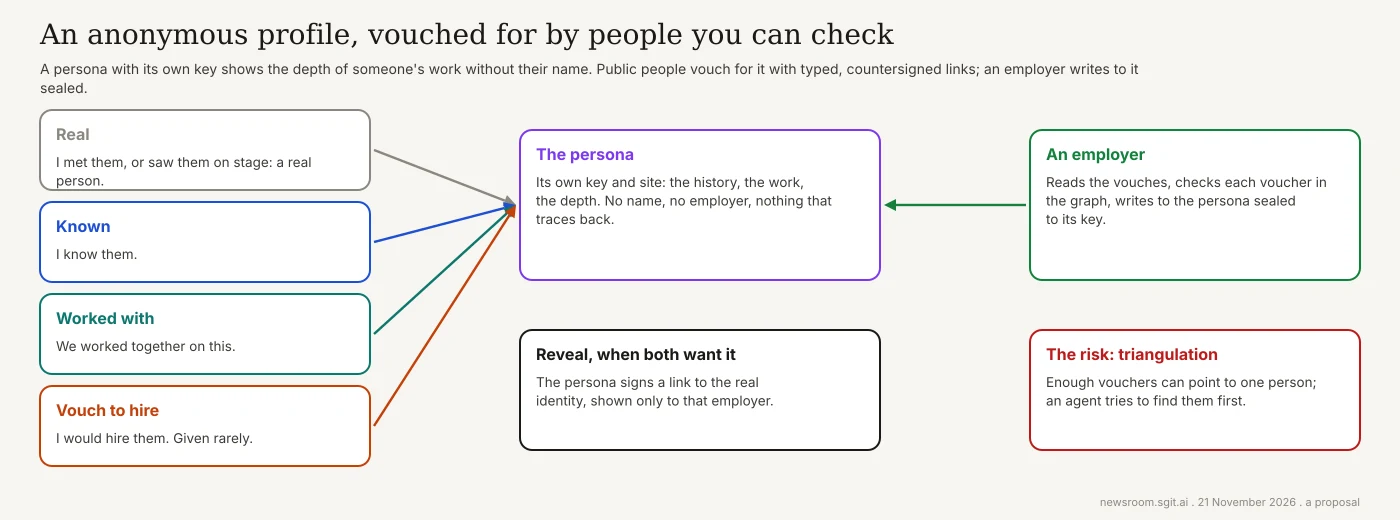 An anonymous profile, vouched for by people you can check
A persona with its own key shows the depth of someone's work without their name. Public people vouch for it with typed, countersigned links; an employer writes to it
sealed.
Real
I met them, or saw them on stage: a real
person.
Known
I know them.
Worked with
We worked together on this.
Vouch to hire
I would hire them. Given rarely.
The persona
Its own key and site: the history, the work,
the depth. No name, no employer, nothing that
traces back.
Reveal, when both want it
The persona signs a link to the real
identity, shown only to that employer.
An employer
Reads the vouches, checks each voucher in
the graph, writes to the persona sealed
to its key.
The risk: triangulation
Enough vouchers can point to one person;
an agent tries to find them first.
newsroom.sgit.ai . 21 November 2026 . a proposal